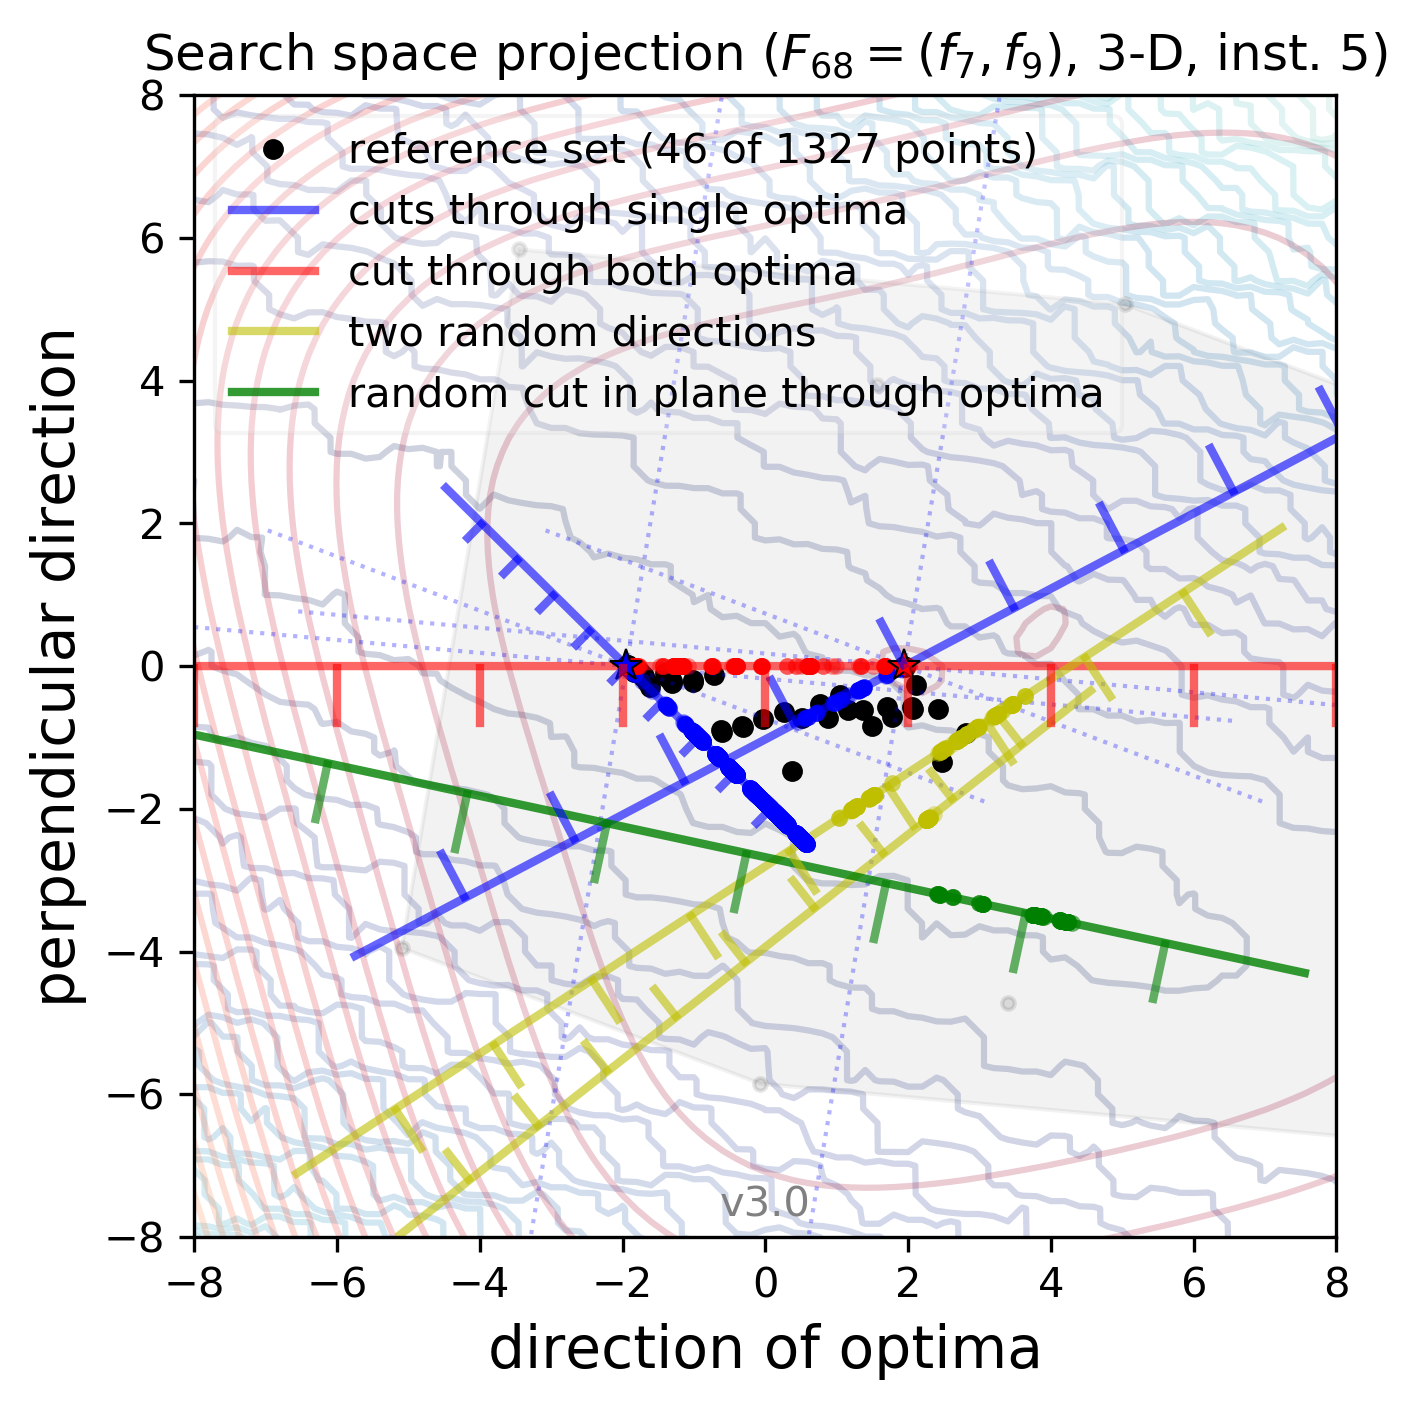 Search space projection (F₆₈ = (f₇, f₉), 3-D, inst. 5)
reference set (46 of 1327 points)
cuts through single optima
cut through both optima
two random directions
random cut in plane through optima
perpendicular direction
8
6
4
2
0
−2
−4
−6
−8
v3.0
−8 −6 −4 −2 0 2 4 6 8
direction of optima